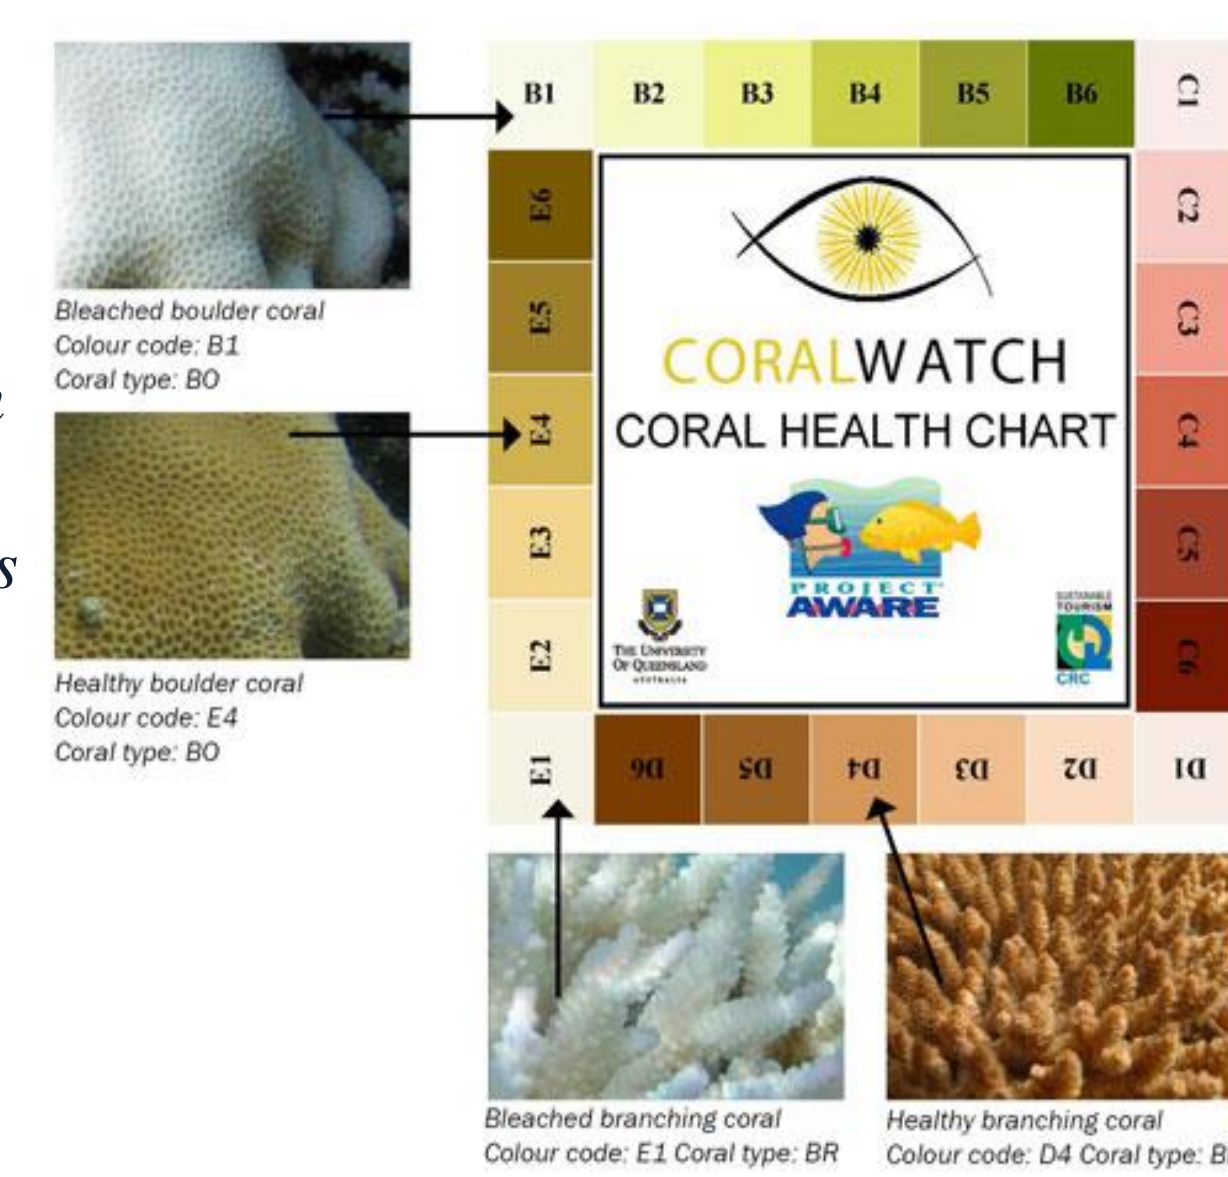 B1 B2 B3 B4 B5 B6 C1
E6 C2
E5 C3
CORALWATCH
E4 CORAL HEALTH CHART C4
E3 C5
PROJECT
AWARE
SUSTAINABLE
TOURISM
E2 C6
THE UNIVERSITY
OF QUEENSLAND
AUSTRALIA
CRC
E1 D6 D5 D4 D3 D2 D1
Bleached boulder coral
Colour code: B1
Coral type: BO
Healthy boulder coral
Colour code: E4
Coral type: BO
s
Bleached branching coral
Colour code: E1 Coral type: BR
Healthy branching coral
Colour code: D4 Coral type: